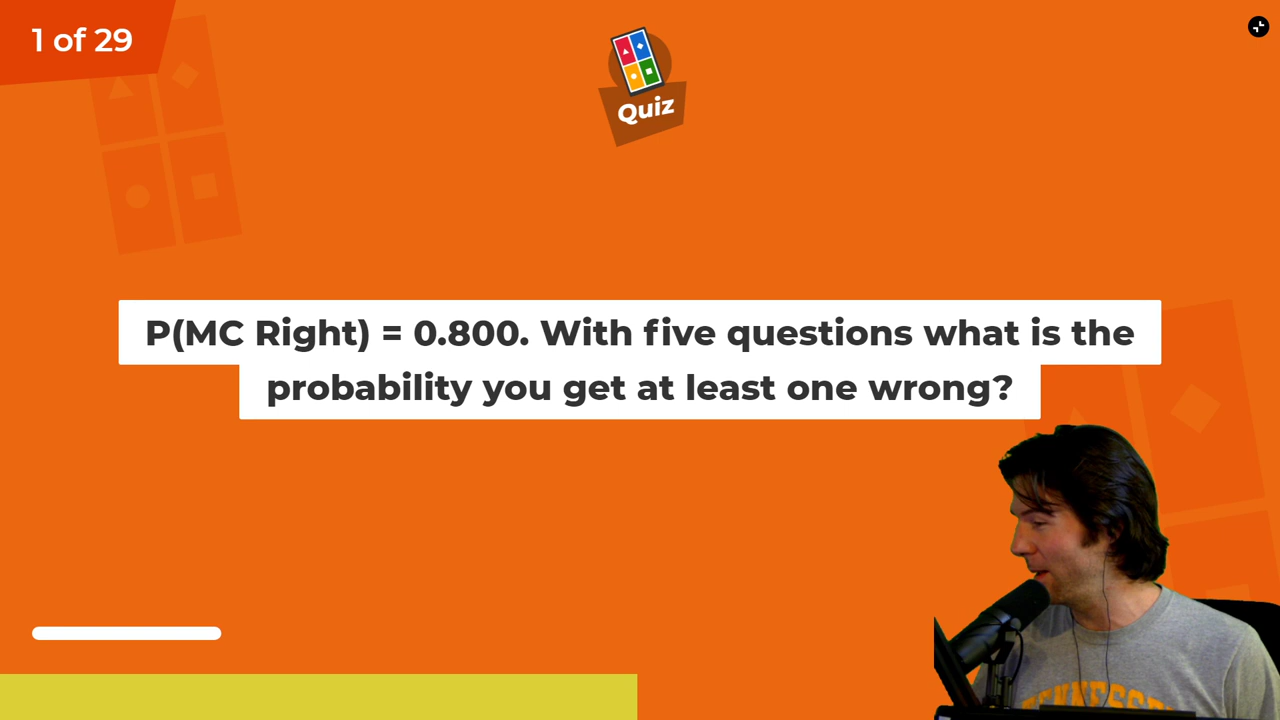 1 of 29
Quiz
P(MC Right) = 0.800. With five questions what is the
probability you get at least one wrong?